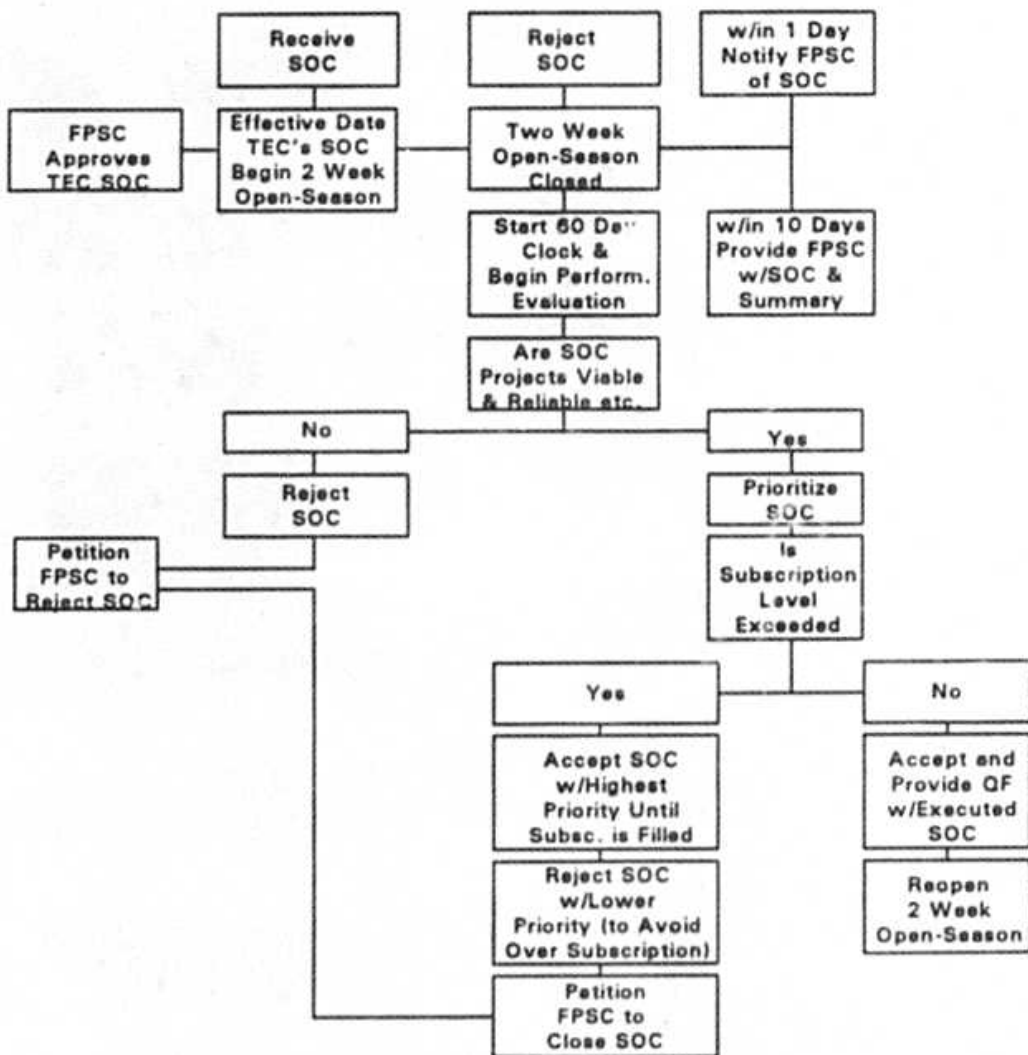 Receive
SOC
Reject
SOC
w/in 1 Day
Notify FPSC
of SOC
FPSC
Approves
TEC SOC
Effective Date
TEC's SOC
Begin 2 Week
Open-Season
Two Week
Open-Season
Closed
Start 60 Da
Clock &
Begin Perform.
Evaluation
w/in 10 Days
Provide FPSC
w/SOC &
Summary
Are SOC
Projects Viable
& Reliable etc.
No
Yes
Reject
SOC
Prioritize
SOC
Petition
FPSC to
Reject SOC
Is
Subscription
Level
Exceeded
Yes
No
Accept SOC
w/Highest
Priority Until
Subsc. is Filled
Accept and
Provide QF
w/Executed
SOC
Reject SOC
w/Lower
Priority (to Avoid
Over Subscription)
Reopen
2 Week
Open-Season
Petition
FPSC to
Close SOC